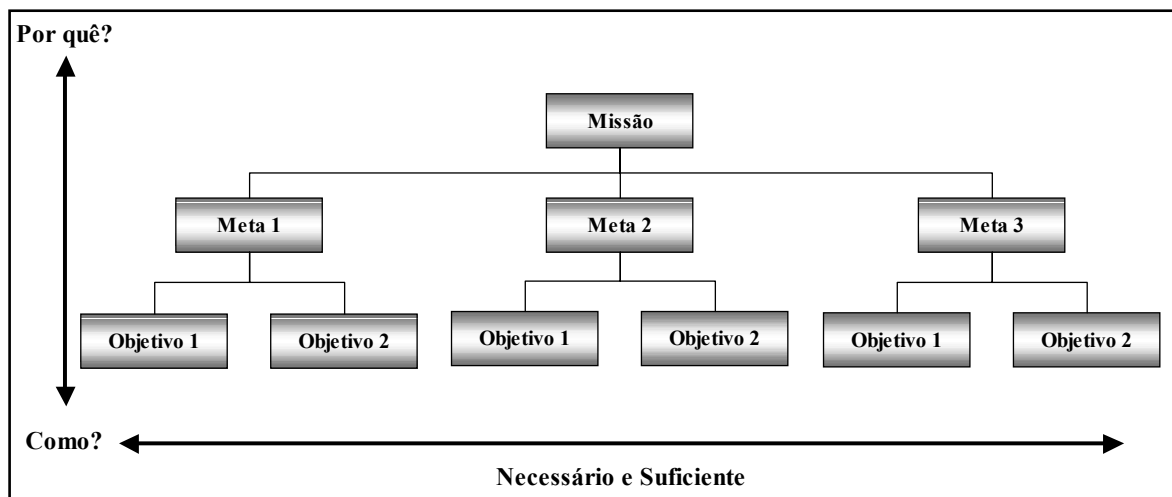 Por quê?
Missão
Meta 1
Meta 2
Meta 3
Objetivo 1
Objetivo 2
Objetivo 1
Objetivo 2
Objetivo 1
Objetivo 2
Como?
Necessário e Suficiente